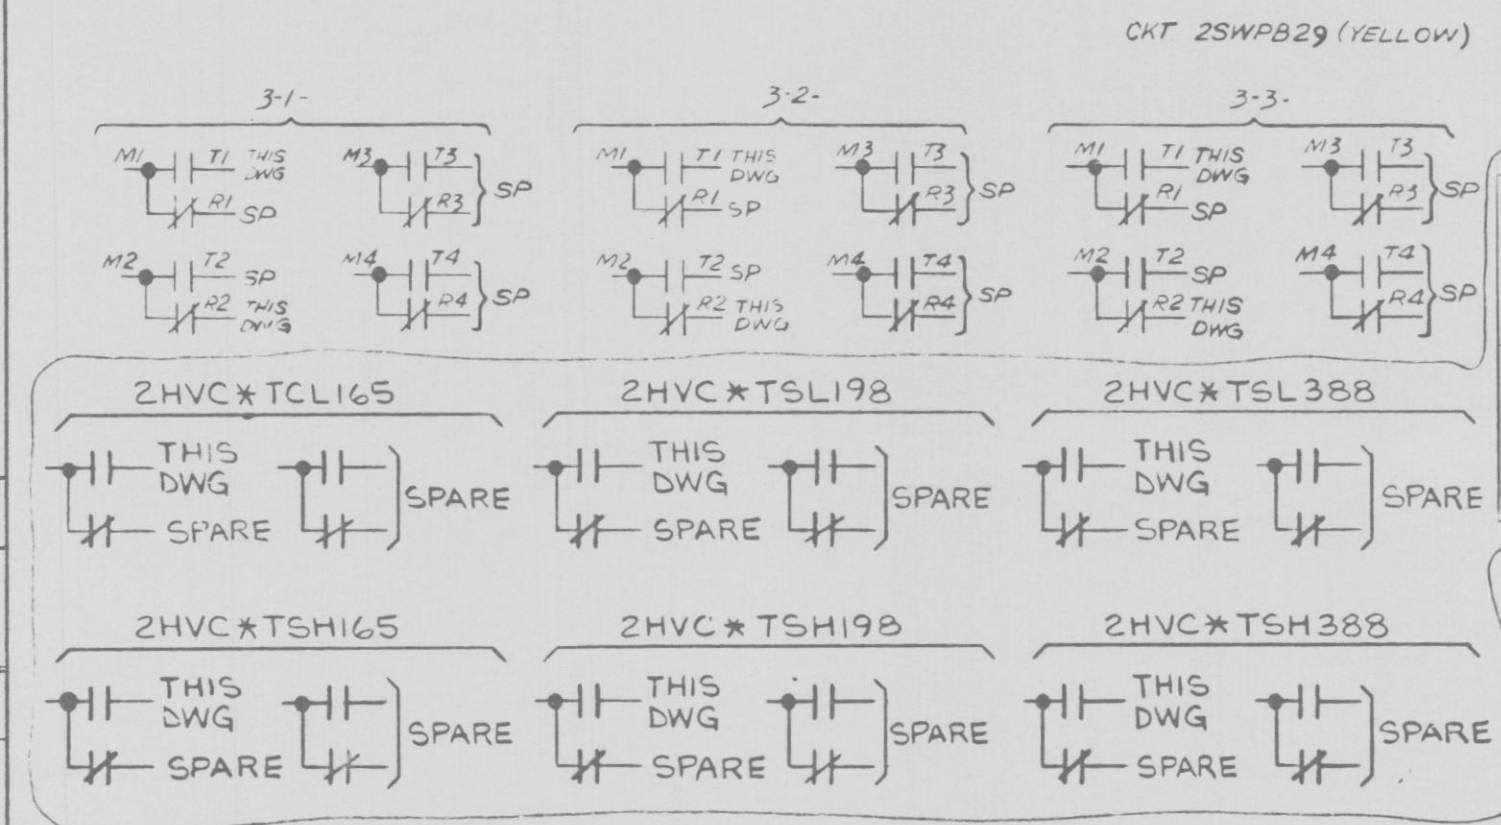 CKT 2SWPB29 (YELLOW)
3-1-
3-2-
3-3-
M1 T1 THIS DWG
R1 SP
M3 T3
R3
SP
M1 T1 THIS DWG
R1 SP
M3 T3
R3
SP
M1 T1 THIS DWG
R1 SP
M3 T3
R3
SP
M2 T2 SP
R2 THIS DWG
M4 T4
R4
SP
M2 T2 SP
R2 THIS DWG
M4 T4
R4
SP
M2 T2 SP
R2 THIS DWG
M4 T4
R4
SP
2HVC*TCL165
THIS
DWG
SPARE
SPARE
2HVC*TSL198
THIS
DWG
SPARE
SPARE
2HVC*TSL388
THIS
DWG
SPARE
SPARE
2HVC*TSH165
THIS
DWG
SPARE
SPARE
2HVC*TSH198
THIS
DWG
SPARE
SPARE
2HVC*TSH388
THIS
DWG
SPARE
SPARE